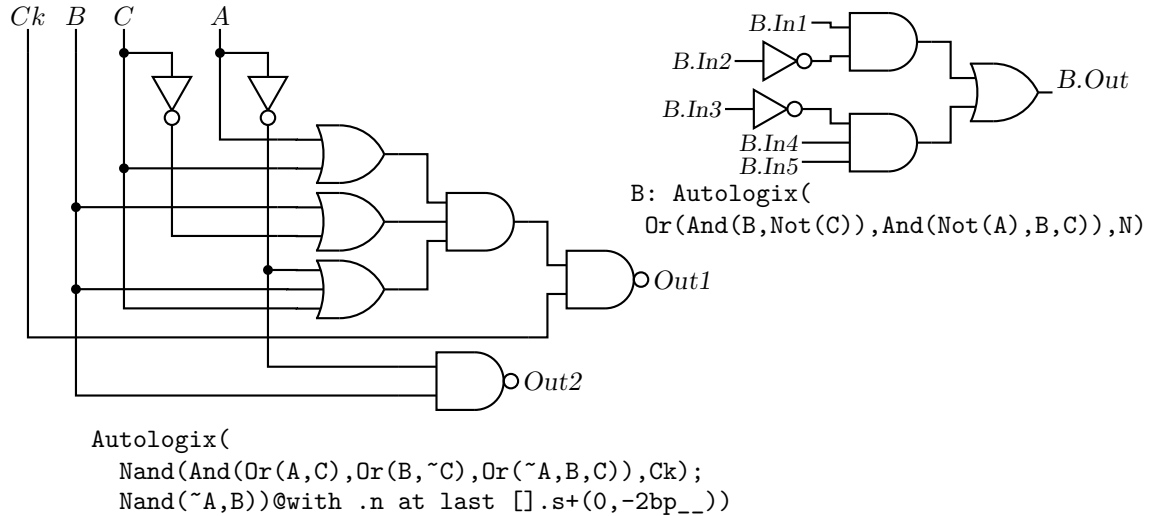 Ck B C A
B.In1
B.In2
B.Out
B.In3
B.In4
B.In5
B: Autologix(
Or(And(B,Not(C)),And(Not(A),B,C)),N)
Out1
Out2
Autologix(
Nand(And(Or(A,C),Or(B,~C),Or(~A,B,C)),Ck);
Nand(~A,B))@with .n at last [].s+(0,-2bp__))